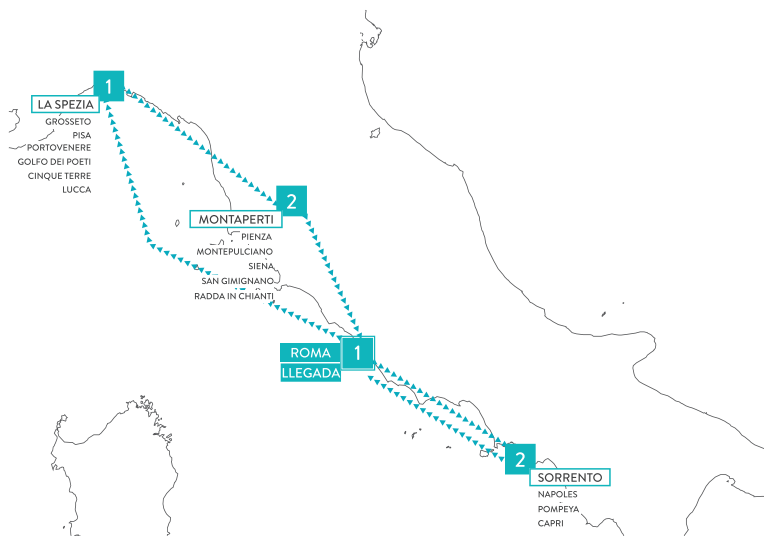 1
LA SPEZIA
GROSSETO
PISA
PORTOVENERE
GOLFO DEI POETI
CINQUE TERRE
LUCCA
2
MONTAPERTI
PIENZA
MONTEPULCIANO
SIENA
SAN GIMIGNANO
RADDA IN CHIANTI
ROMA
1
LLEGADA
2
SORRENTO
NAPOLES
POMPEYA
CAPRI